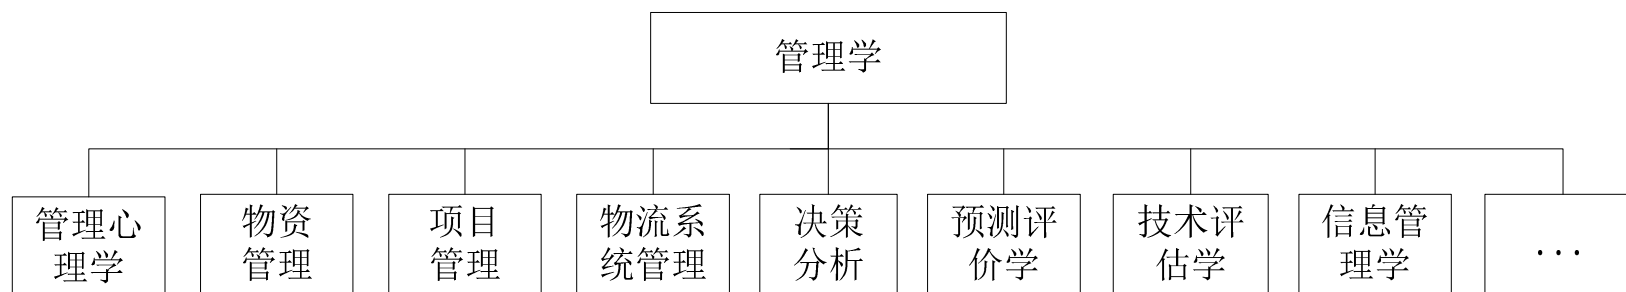 管理学
管理心
理学
物资
管理
项目
管理
物流系
统管理
决策
分析
预测评
价学
技术评
估学
信息管
理学
...